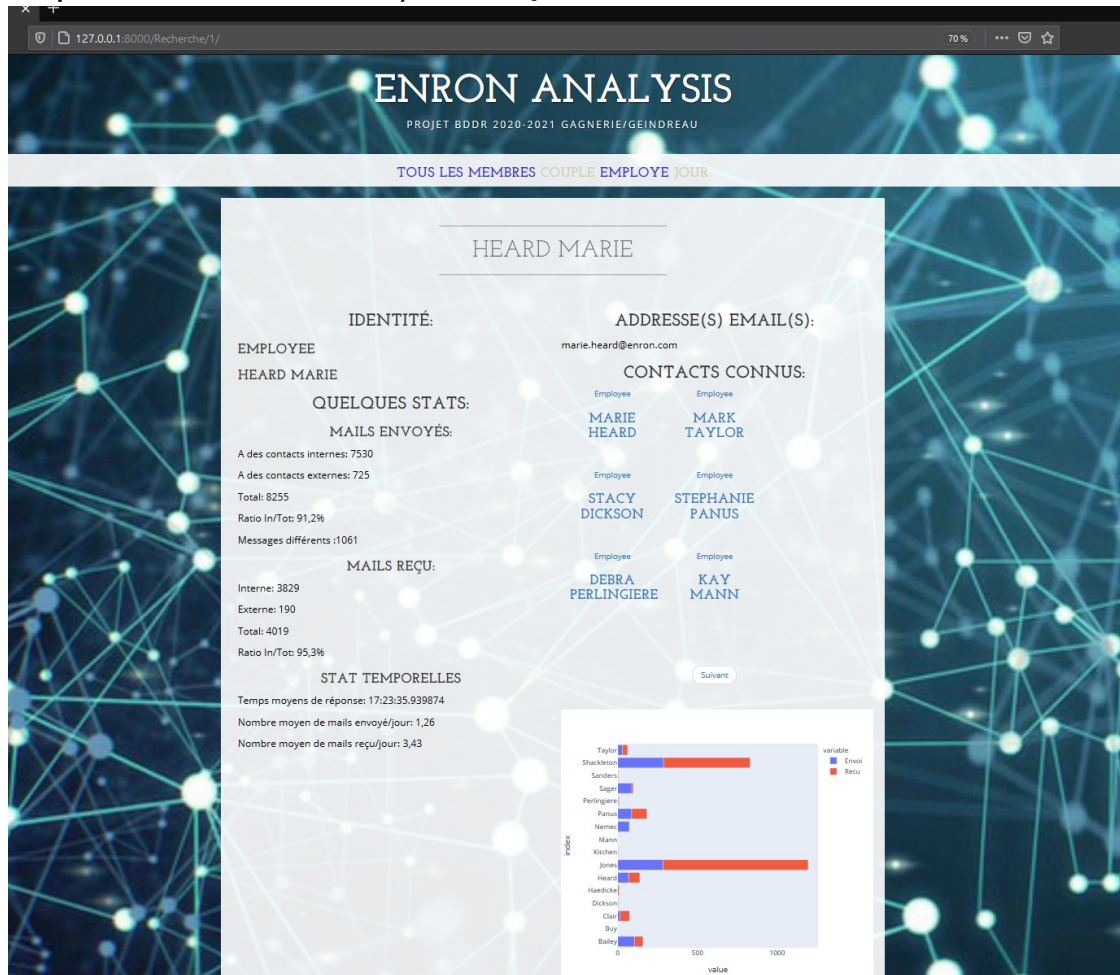 127.0.0.1:8000/Recherche/1/
70%
ENRON ANALYSIS
PROJET BDDR 2020-2021 GAGNERIE/GEINDREAU
TOUS LES MEMBRES COUPLE EMPLOYE JOUR
HEARD MARIE
IDENTITÉ:
EMPLOYEE
HEARD MARIE
QUELQUES STATS:
MAILS ENVOYÉS:
A des contacts internes: 7530
A des contacts externes: 725
Total: 8255
Ratio In/Tot: 91,2%
Messages différents :1061
MAILS REÇU:
Interne: 3829
Externe: 190
Total: 4019
Ratio In/Tot: 95,3%
STAT TEMPORELLES
Temps moyens de réponse: 17:23:35.939874
Nombre moyen de mails envoyé/jour: 1,26
Nombre moyen de mails reçu/jour: 3,43
ADDRESSE(S) EMAIL(S):
marie.heard@enron.com
CONTACTS CONNUS:
Employee Employee
MARIE MARK
HEARD TAYLOR
Employee Employee
STACY STEPHANIE
DICKSON PANUS
Employee Employee
DEBRA KAY
PERLINGIERE MANN
Suivant
variable
Envoi
Recu
index
Taylor
Shackleton
Sanders
Sager
Perlingiere
Panus
Nemec
Mann
Kitchen
Jones
Heard
Haedicke
Dickson
Clair
Buy
Bailey
0 500 1000
value